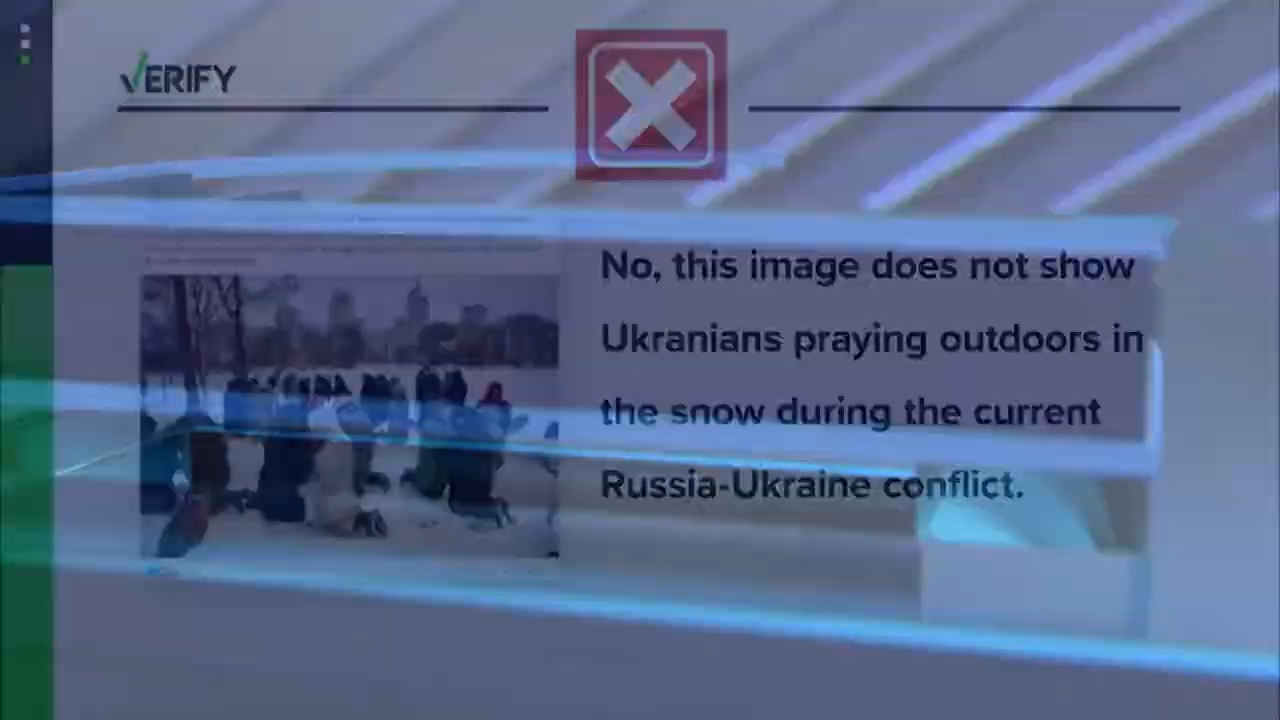 VERIFY
No, this image does not show
Ukranians praying outdoors in
the snow during the current
Russia-Ukraine conflict.